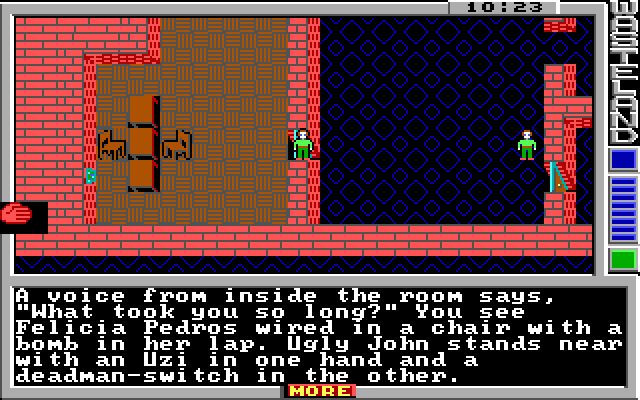 10:23
WASTELAND
A voice from inside the room says,
"What took you so long?" You see
Felicia Pedros wired in a chair with a
bomb in her lap. Ugly John stands near
with an Uzi in one hand and a
deadman-switch in the other.
MORE